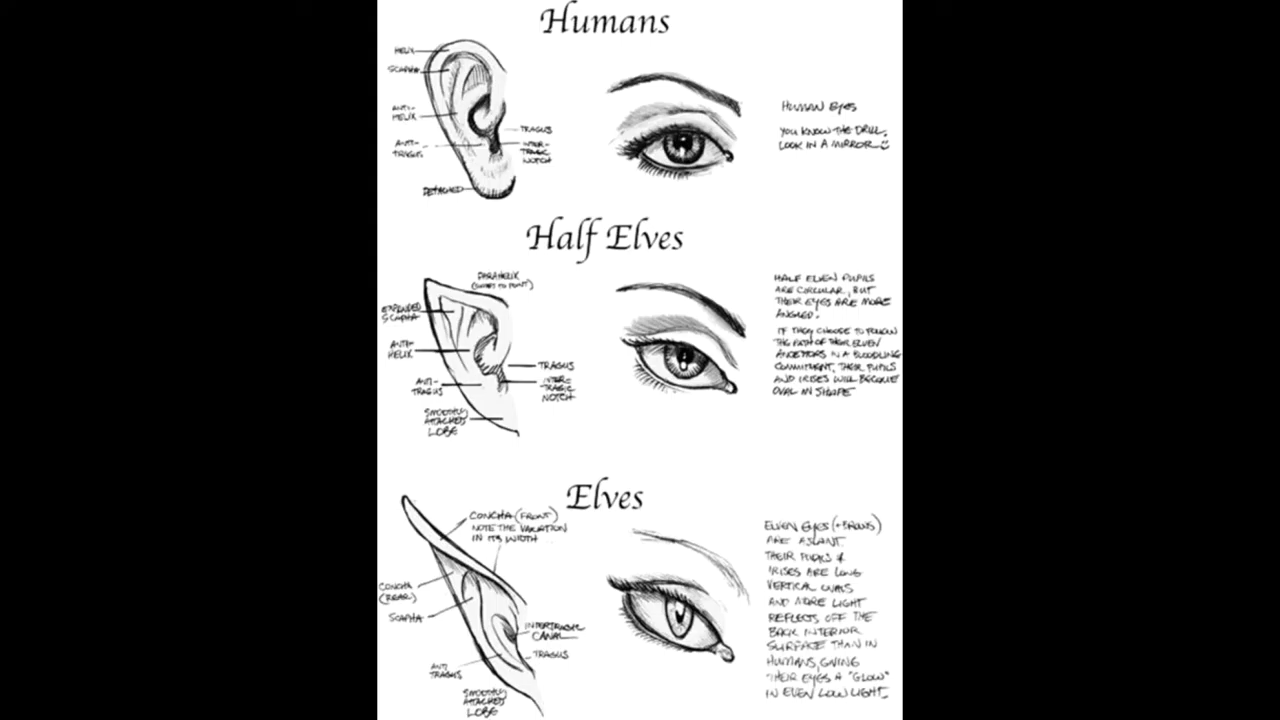 Humans
HELIX
SCAPHA
ANTI-
HELIX
ANTI-
TRAGUS
DETACHED
TRAGUS
INTER-
TRAGIC
NOTCH
HUMAN EYES
YOU KNOW THE DRILL,
LOOK IN A MIRROR
Half Elves
PARAHELIX
(COMES TO POINT)
EXPANDED
SCAPHA
ANTI-
HELIX
ANTI-
TRAGUS
SMOOTHLY
ATTACHED
LOBE
TRAGUS
INTER-
TRAGIC
NOTCH
HALF ELVEN PUPILS
ARE CIRCULAR, BUT
THEIR EYES ARE MORE
ANGLED.
IF THEY CHOOSE TO FOLLOW
THE PATH OF THEIR ELVEN
ANCESTORS IN A BLOODLINE
COMMITMENT, THEIR PUPILS
AND IRISES WILL BECOME
OVAL IN SHAPE
Elves
CONCHA (FRONT)
NOTE THE VARIATION
IN ITS WIDTH
CONCHA
(REAR)
SCAPHA
ANTI
TRAGUS
SMOOTHLY
ATTACHED
LOBE
INTERTRAGIC
CANAL
TRAGUS
ELVEN EYES (+BROWS)
ARE ASLANT.
THEIR PUPILS &
IRISES ARE LONG
VERTICAL OVALS
AND MORE LIGHT
REFLECTS OFF THE
BACK INTERIOR
SURFACE THAN IN
HUMANS, GIVING
THEIR EYES A "GLOW"
IN EVEN LOW LIGHT.